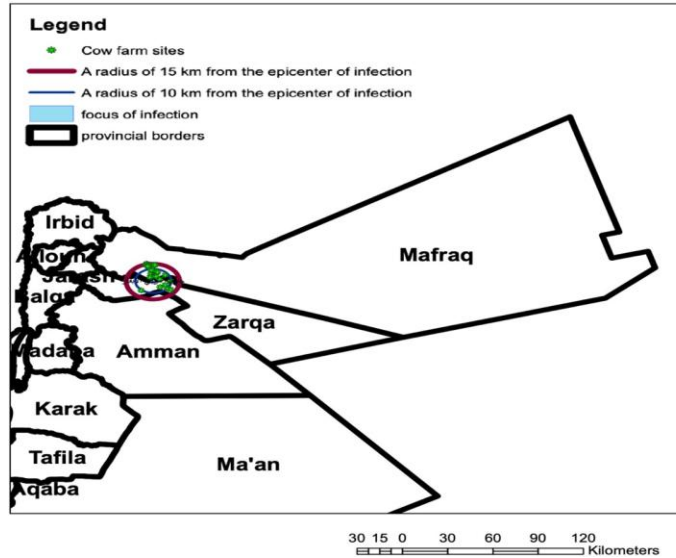 Legend
Cow farm sites
A radius of 15 km from the epicenter of infection
A radius of 10 km from the epicenter of infection
focus of infection
provincial borders
Irbid
Mafraq
Zarqa
Amman
Karak
Ma'an
Tafila
Aqaba
30 15 0 30 60 90 120
Kilometers